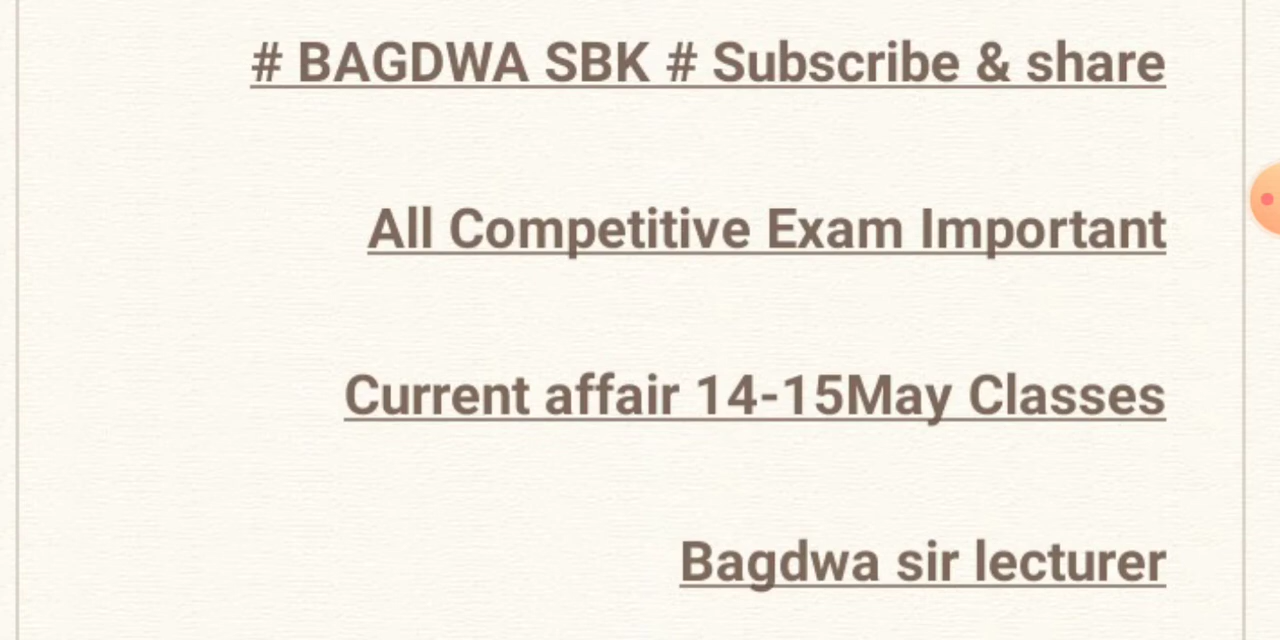 # BAGDWA SBK # Subscribe & share
All Competitive Exam Important
Current affair 14-15May Classes
Bagdwa sir lecturer